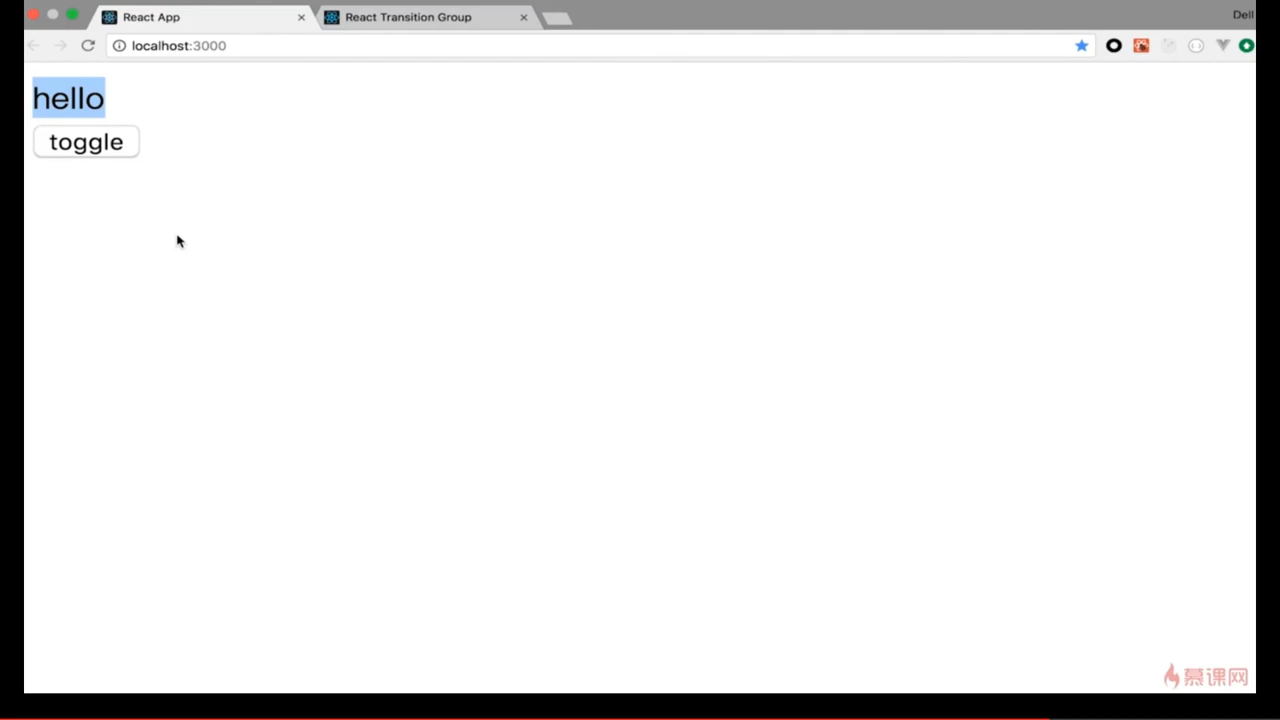 React App
React Transition Group
Dell
localhost:3000
hello
toggle
慕课网